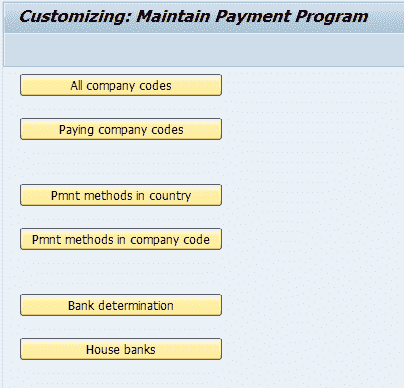 Customizing: Maintain Payment Program
All company codes
Paying company codes
Pmnt methods in country
Pmnt methods in company code
Bank determination
House banks